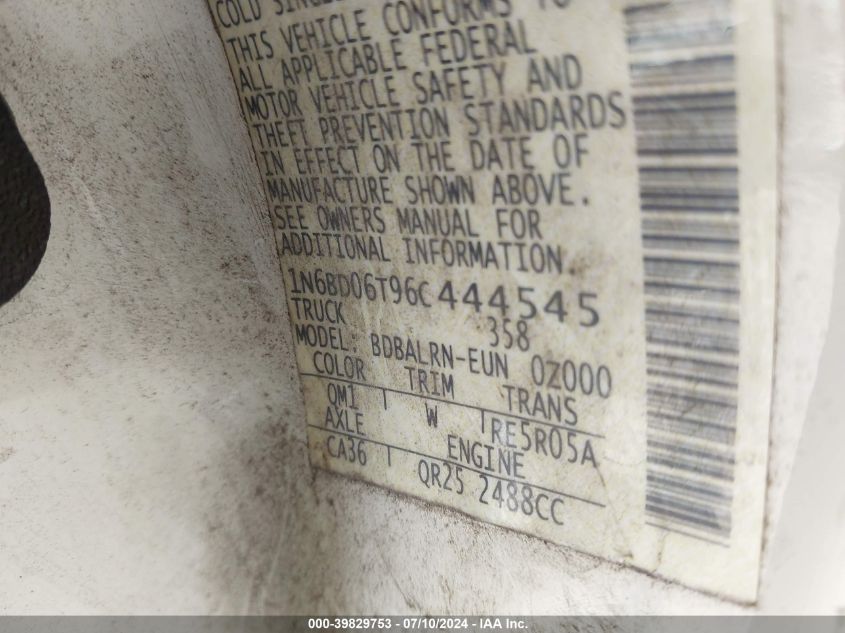 COLD
THIS VEHICLE CONFORMS TO
ALL APPLICABLE FEDERAL
MOTOR VEHICLE SAFETY AND
THEFT PREVENTION STANDARDS
IN EFFECT ON THE DATE OF
MANUFACTURE SHOWN ABOVE.
SEE OWNERS MANUAL FOR
ADDITIONAL INFORMATION.
1N6BD06T96C444545
TRUCK 358
MODEL: BDBALRN-EUN 0Z000
COLOR TRIM TRANS
QM1 W RE5R05A
AXLE ENGINE
CA36 QR25 2488CC
000-39829753 - 07/10/2024 - IAA Inc.